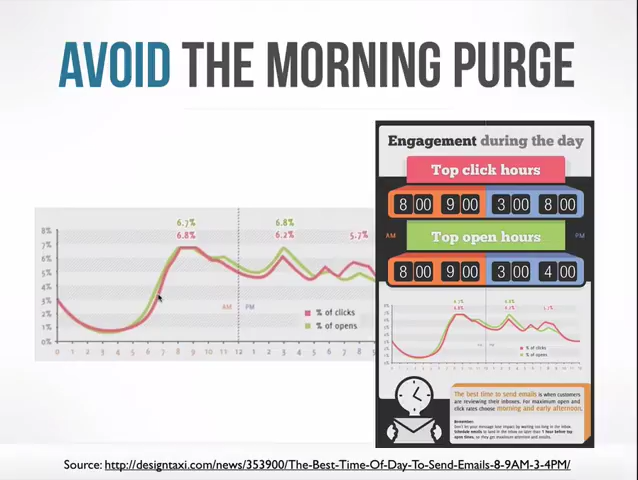 AVOID THE MORNING PURGE
6.7%
6.8%
6.8%
6.2%
5.7%
8%
7%
6%
5%
4%
3%
2%
1%
0%
AM PM
% of clicks
% of opens
0 1 2 3 4 5 6 7 8 9 10 11 12 1 2 3 4 5 6 7 8 9
Engagement during the day
Top click hours
8 00 9 00 3 00 8 00
AM PM
Top open hours
8 00 9 00 3 00 4 00
% of clicks
% of opens
The best time to send emails is when customers
are reviewing their inboxes. For maximum open and
click rates choose morning and early afternoon.
Remember:
Source: http://designtaxi.com/news/353900/The-Best-Time-Of-Day-To-Send-Emails-8-9AM-3-4PM/